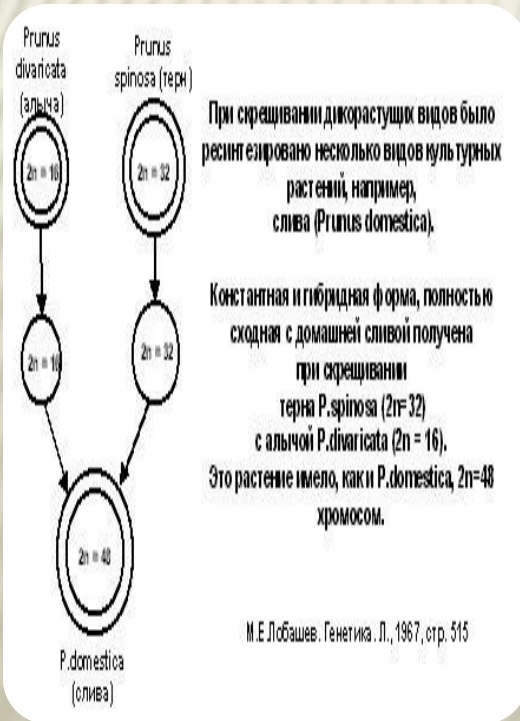 Prunus
divaricata
(алыча)
Prunus
spinosa (терн)
2n = 16
2n = 32
2n = 16
2n = 32
2n = 48
P.domestica
(слива)
При скрещивании дикорастущих видов было
ресинтезировано несколько видов культурных
растений, например,
слива (Prunus domestica).
Константная и гибридная форма, полностью
сходная с домашней сливой получена
при скрещивании
терна P.spinosa (2n=32)
с алычой P.divaricata (2n = 16).
Это растение имело, как и P.domestica, 2n=48
хромосом.
М.Е.Лобашев. Генетика. Л., 1967, стр. 515